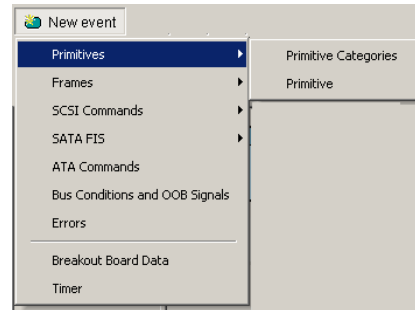 New event
Primitives
Primitive Categories
Frames
Primitive
SCSI Commands
SATA FIS
ATA Commands
Bus Conditions and OOB Signals
Errors
Breakout Board Data
Timer